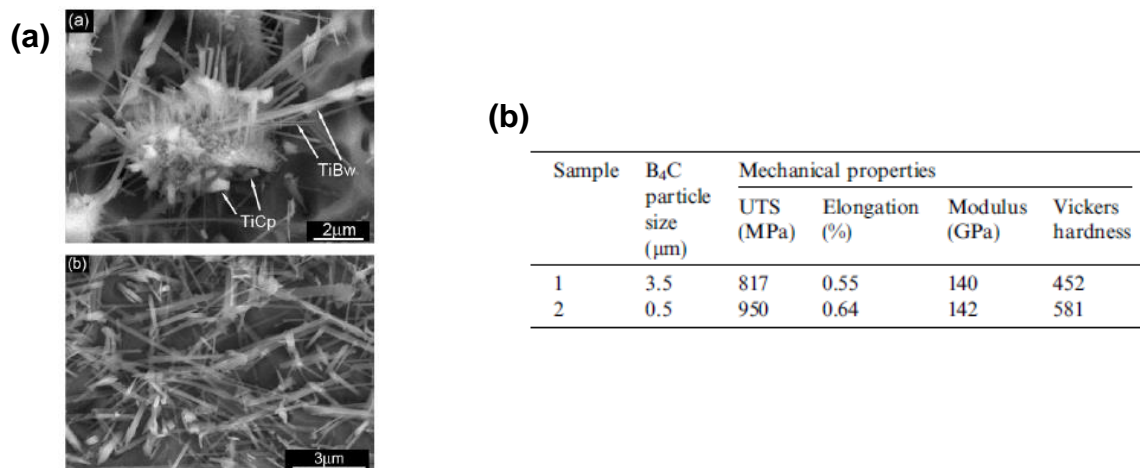 (a)
(a)
TiBw
TiCp
2μm
(b)
3μm
(b)
Sample B₄C Mechanical properties
particle
size UTS Elongation Modulus Vickers
(μm) (MPa) (%) (GPa) hardness
1 3.5 817 0.55 140 452
2 0.5 950 0.64 142 581